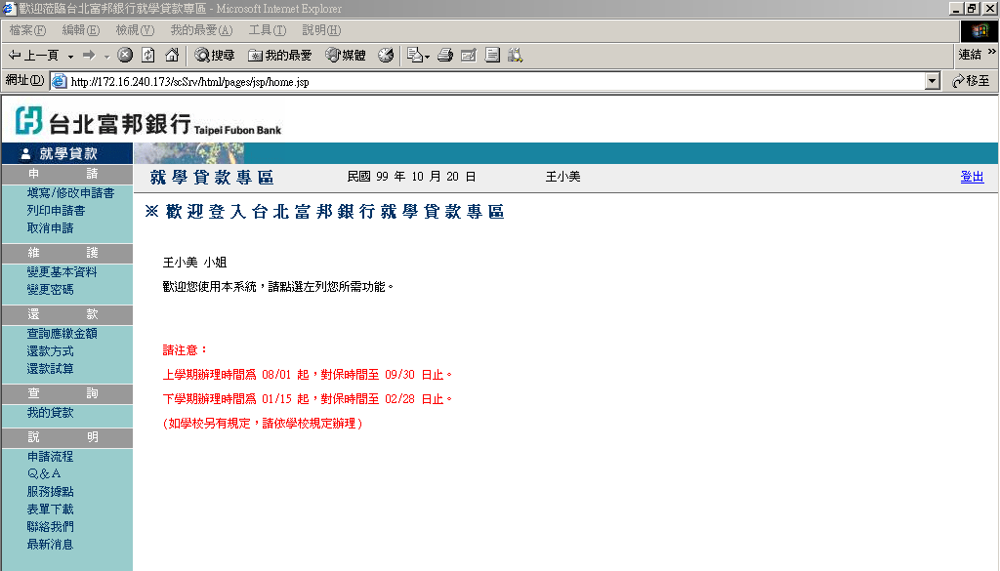 歡迎蒞臨台北富邦銀行就學貸款專區 - Microsoft Internet Explorer
檔案(F) 編輯(E) 檢視(V) 我的最愛(A) 工具(T) 說明(H)
上一頁 搜尋 我的最愛 媒體 連結 »
網址(D) http://172.16.240.173/scSrv/html/pages/jsp/home.jsp 移至
台北富邦銀行 Taipei Fubon Bank
就學貸款
申 請
填寫/修改申請書
列印申請書
取消申請
維 護
變更基本資料
變更密碼
還 款
查詢應繳金額
還款方式
還款試算
查 詢
我的貸款
說 明
申請流程
Q&A
服務據點
表單下載
聯絡我們
最新消息
就學貸款專區 民國 99 年 10 月 20 日 王小美 登出
※歡迎登入台北富邦銀行就學貸款專區
王小美 小姐
歡迎您使用本系統，請點選左列您所需功能。
請注意：
上學期辦理時間為 08/01 起，對保時間至 09/30 日止。
下學期辦理時間為 01/15 起，對保時間至 02/28 日止。
(如學校另有規定，請依學校規定辦理)